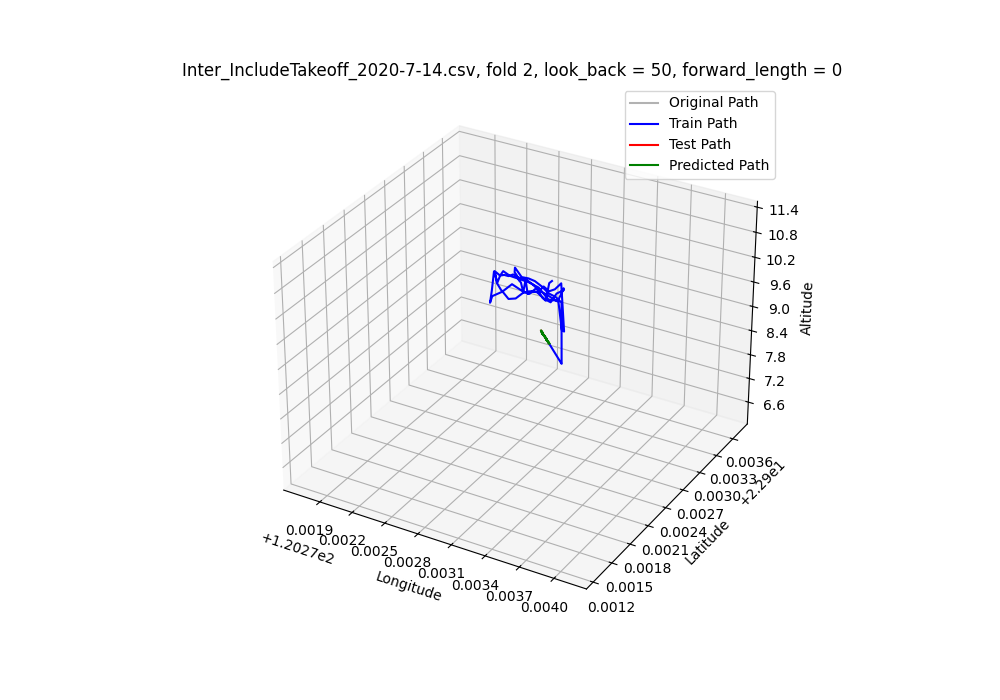 Inter_IncludeTakeoff_2020-7-14.csv, fold 2, look_back = 50, forward_length = 0
Original Path
Train Path
Test Path
Predicted Path
11.4
10.8
10.2
9.6
9.0
8.4
7.8
7.2
6.6
Altitude
0.0036
0.0033
0.0030
0.0027
0.0024
0.0021
0.0018
0.0015
0.0012
+2.29e1
Latitude
0.0019
0.0022
0.0025
0.0028
0.0031
0.0034
0.0037
0.0040
+1.2027e2
Longitude